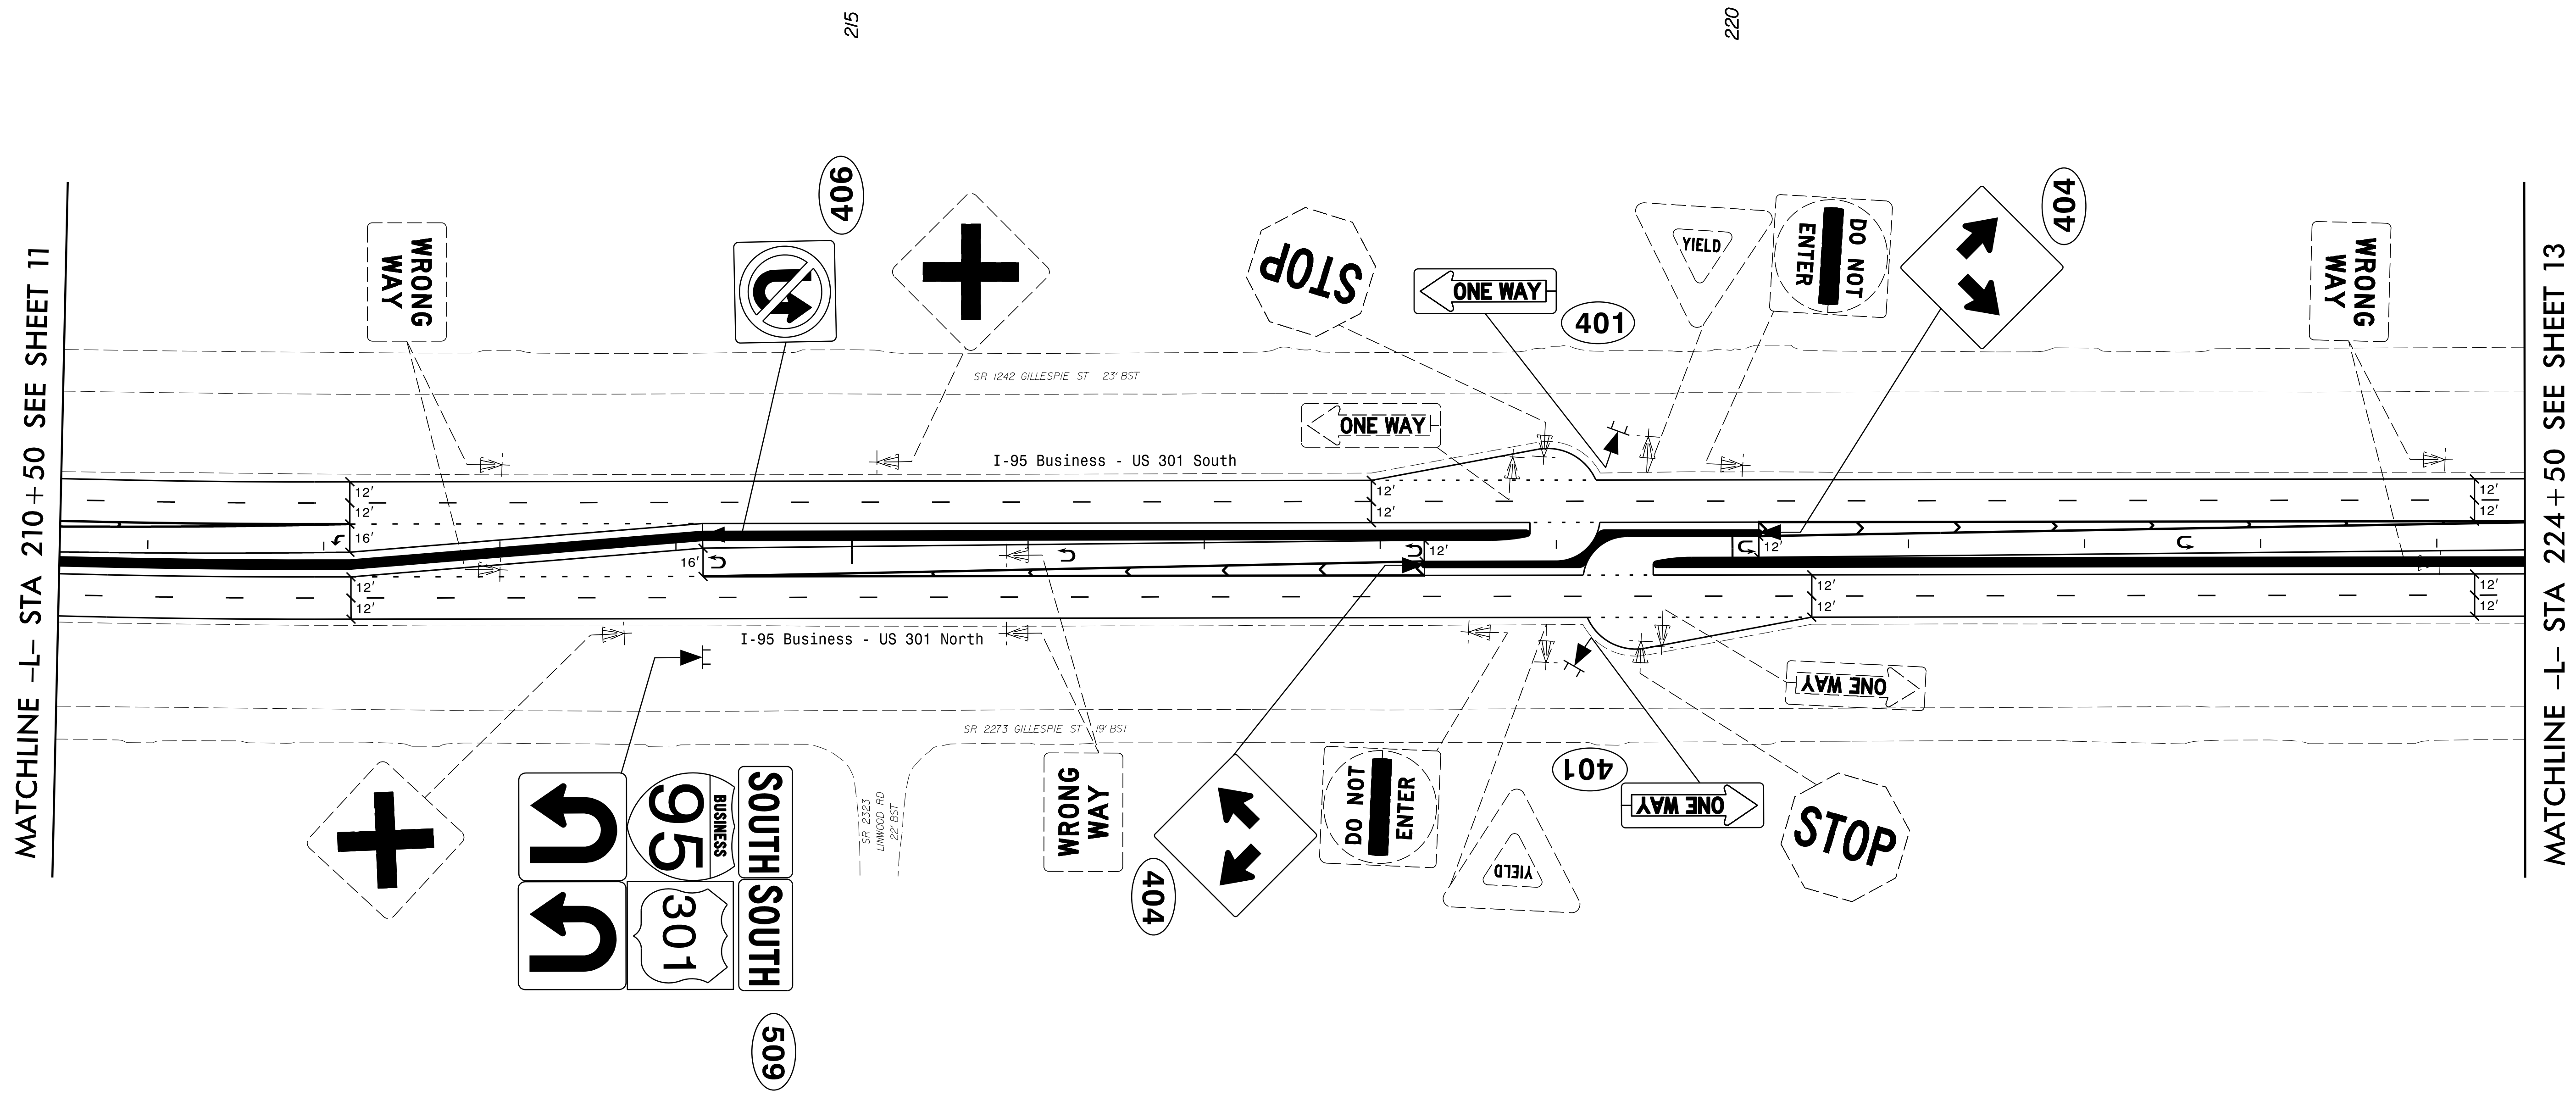 215
220
MATCHLINE -L- STA 210+50 SEE SHEET 11
WRONG
WAY
406
STOP
ONE WAY
401
YIELD
DO NOT
ENTER
404
WRONG
WAY
MATCHLINE -L- STA 224+50 SEE SHEET 13
SR 1242 GILLESPIE ST 23' BST
ONE WAY
I-95 Business - US 301 South
12'
12'
16'
12'
12'
12'
12'
16'
12'
12'
12'
12'
12'
12'
12'
12'
I-95 Business - US 301 North
ONE WAY
SR 2273 GILLESPIE ST 19' BST
SR 2323
LINWOOD RD
22' BST
SOUTH
BUSINESS
95
SOUTH
301
509
WRONG
WAY
404
DO NOT
ENTER
YIELD
401
ONE WAY
STOP